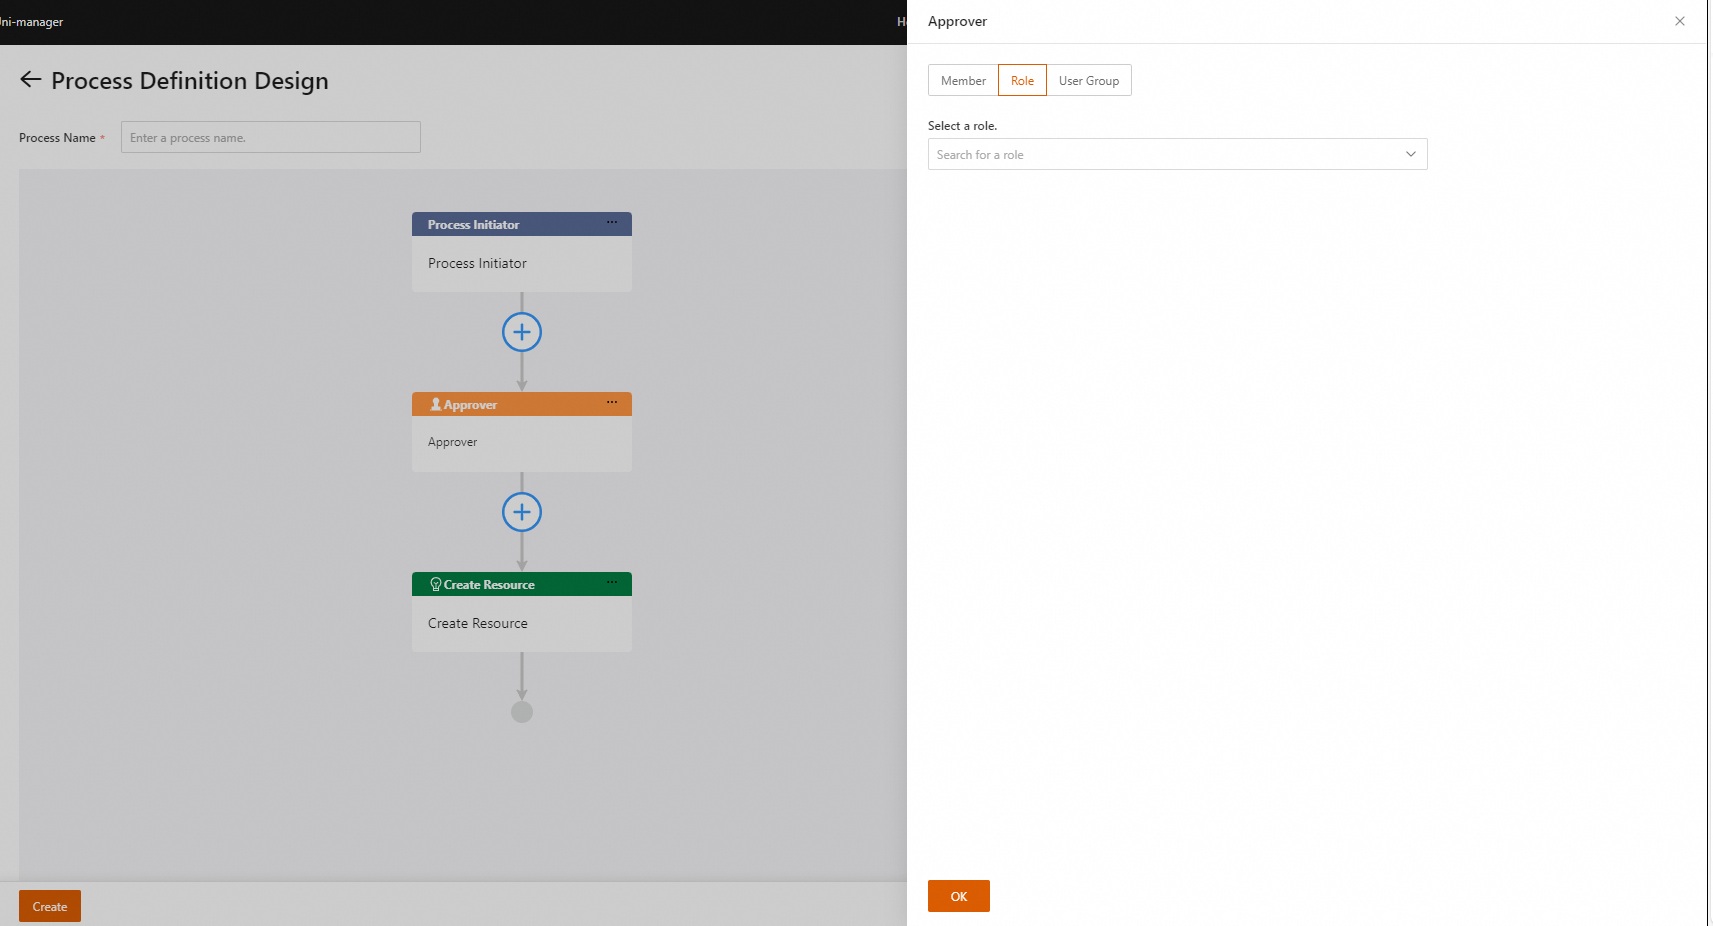 Uni-manager
Approver
Process Definition Design
Member
Role
User Group
Process Name *
Enter a process name.
Select a role.
Search for a role
Process Initiator
Process Initiator
Approver
Approver
Create Resource
Create Resource
Create
OK